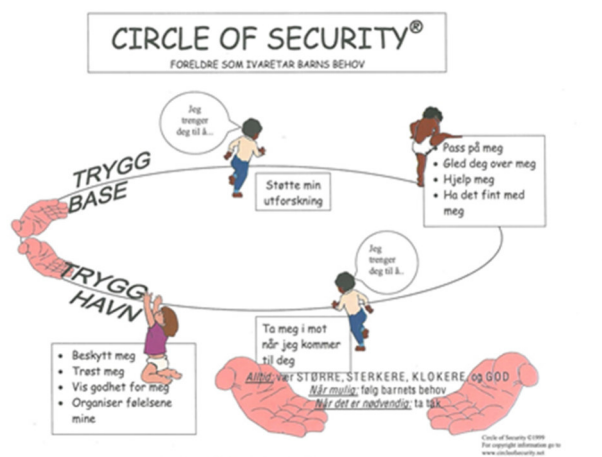 CIRCLE OF SECURITY®
FORELDRE SOM IVARETAR BARNS BEHOV
Jeg
trenger
deg til å...
TRYGG
BASE
Støtte min
utforskning
• Pass på meg
• Gled deg over meg
• Hjelp meg
• Ha det fint med
meg
Jeg
trenger
deg til å..
TRYGG
HAVN
Ta meg i mot
når jeg kommer
til deg
• Beskytt meg
• Trøst meg
• Vis godhet for meg
• Organiser følelsene
mine
Alltid: vær STØRRE, STERKERE, KLOKERE, og GOD
Når mulig: følg barnets behov
Når det er nødvendig: ta tak
Circle of Security ©1999
For copyright information go to
www.circleofsecurity.net